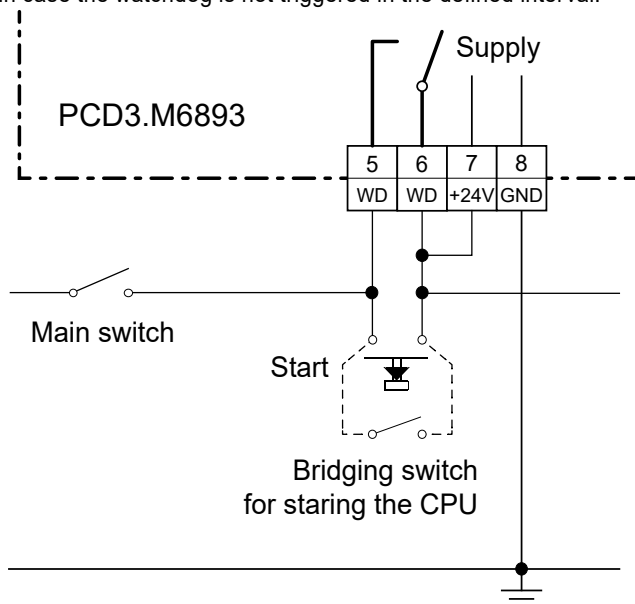 in case the watchdog is not triggered in the defined interval.
Supply
PCD3.M6893
5 6 7 8
WD WD +24V GND
Main switch
Start
Bridging switch
for staring the CPU